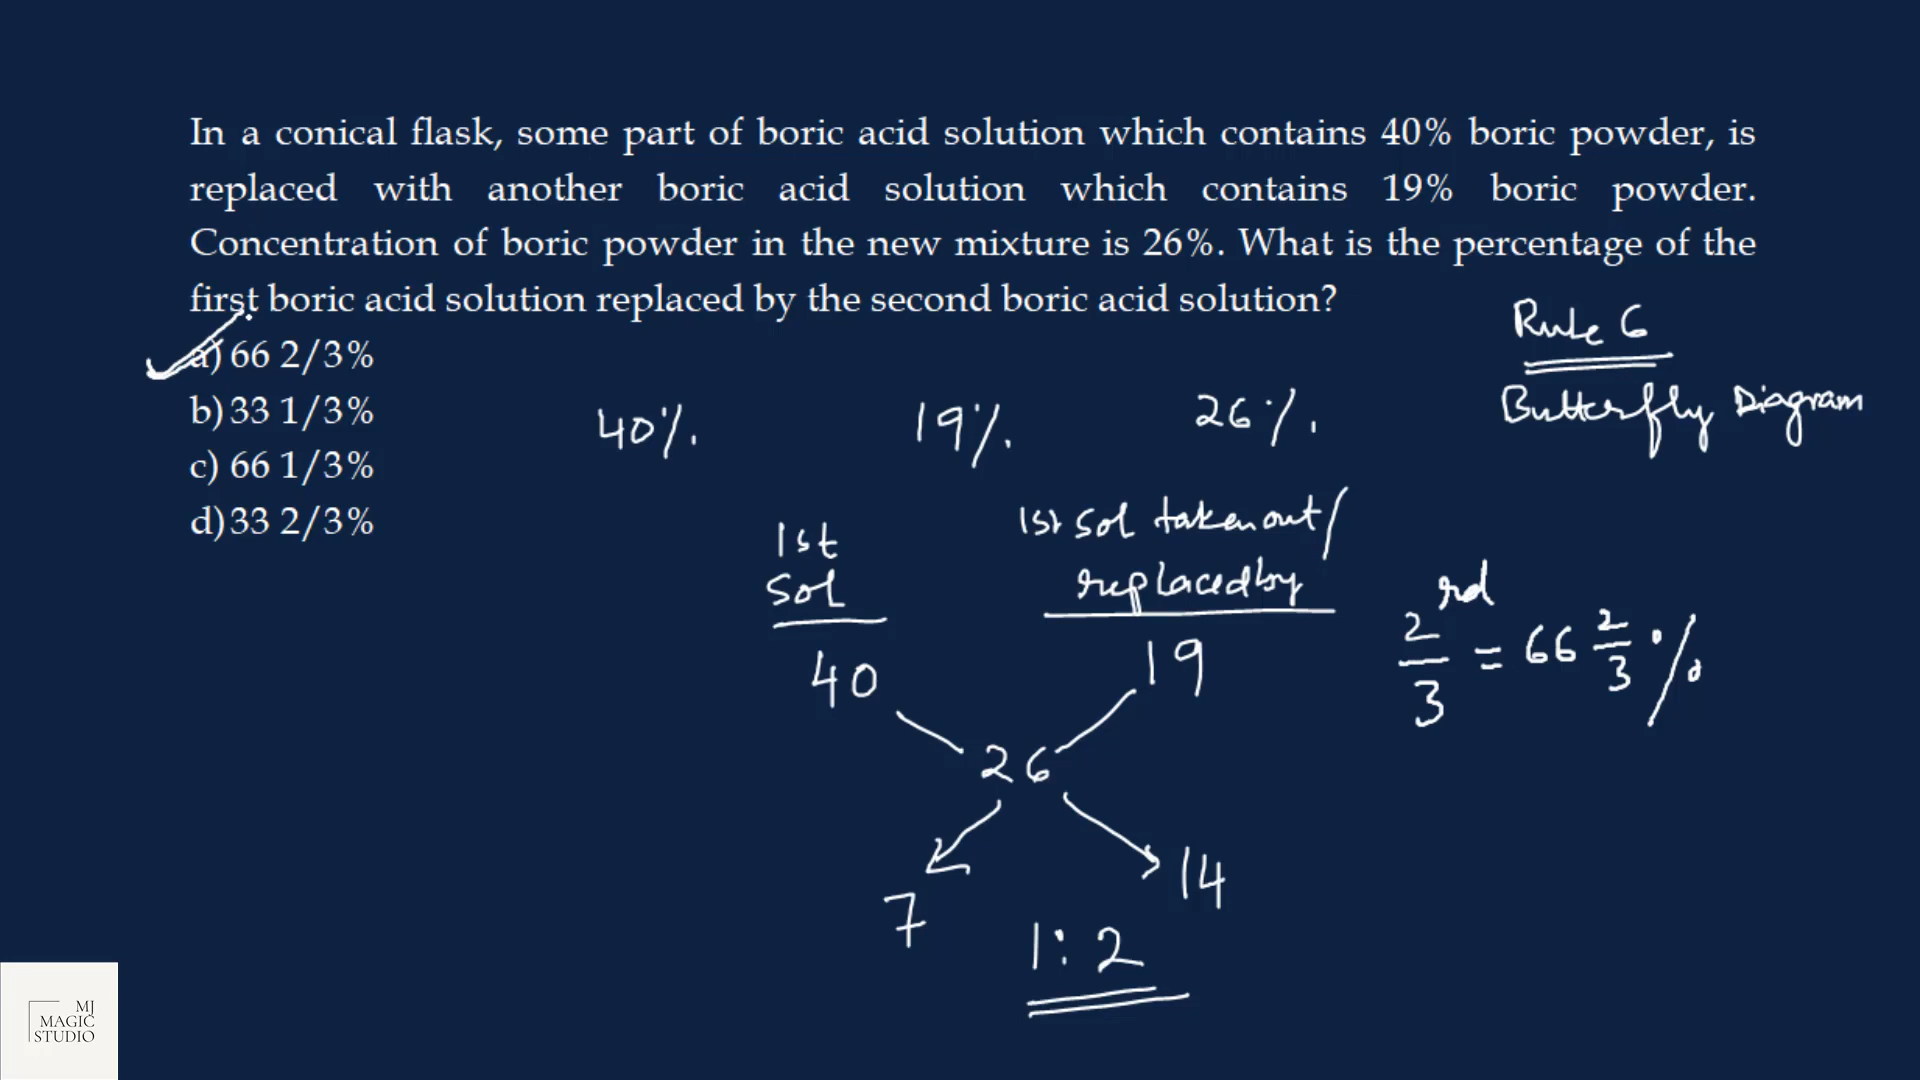 In a conical flask, some part of boric acid solution which contains 40% boric powder, is
replaced with another boric acid solution which contains 19% boric powder.
Concentration of boric powder in the new mixture is 26%. What is the percentage of the
first boric acid solution replaced by the second boric acid solution?
a) 66 2/3%
b) 33 1/3%
c) 66 1/3%
d) 33 2/3%
Rule 6
Butterfly Diagram
40%. 19%. 26%.
1st
Sol
1st Sol taken out/
replaced by
40 19
26
7 14
1:2
2/3 rd = 66 2/3 %
MJ
MAGIC
STUDIO